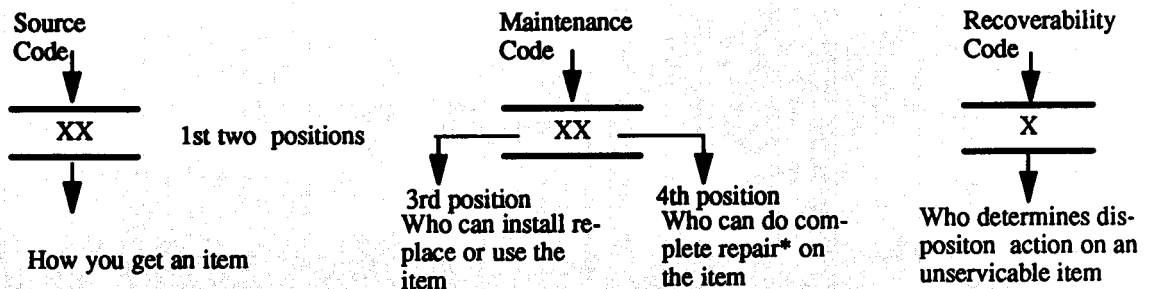 Source
Code
XX
1st two positions
How you get an item
Maintenance
Code
XX
3rd position
Who can install re-
place or use the
item
4th position
Who can do com-
plete repair* on
the item
Recoverability
Code
X
Who determines dis-
positon action on an
unservicable item